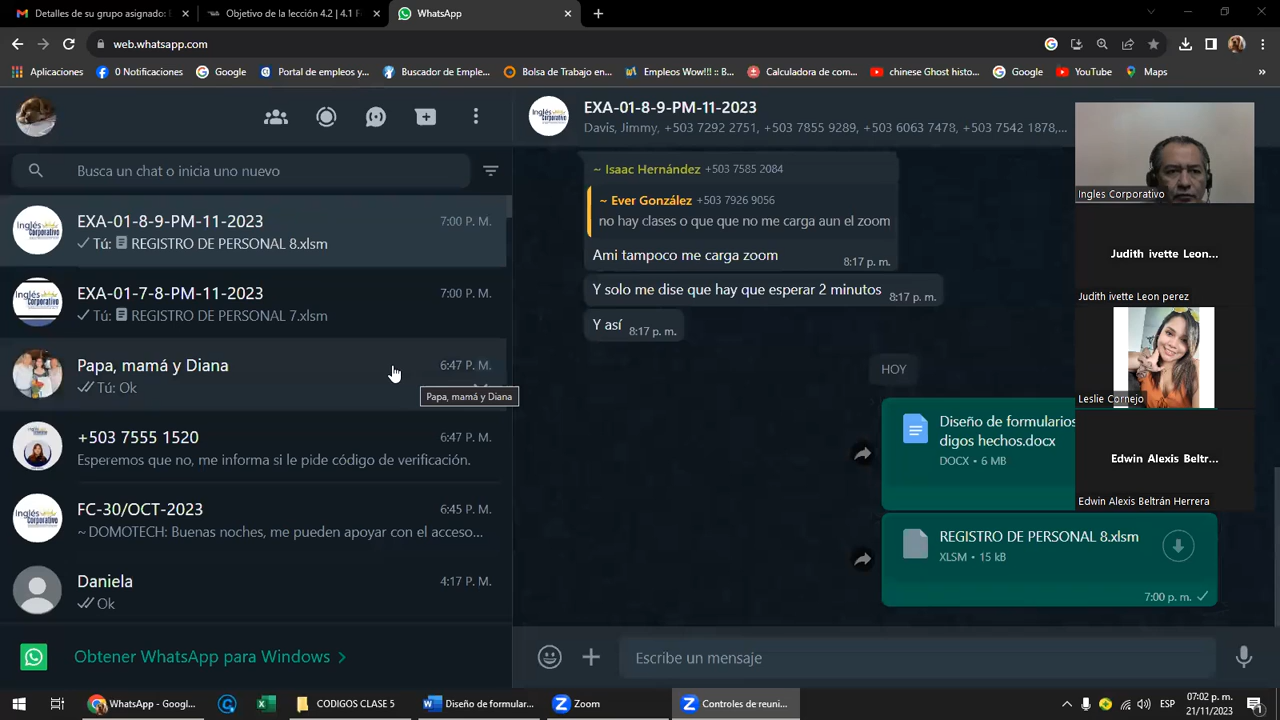 Detalles de su grupo asignado:
Objetivo de la lección 4.2 | 4.1 F
WhatsApp
web.whatsapp.com
Aplicaciones
0 Notificaciones
Google
Portal de empleos y...
Buscador de Emple...
Bolsa de Trabajo en...
Empleos Wow!!! :: B...
Calculadora de com...
chinese Ghost histo...
Google
YouTube
Maps
Busca un chat o inicia uno nuevo
EXA-01-8-9-PM-11-2023
7:00 P. M.
Tú: REGISTRO DE PERSONAL 8.xlsm
EXA-01-7-8-PM-11-2023
7:00 P. M.
Tú: REGISTRO DE PERSONAL 7.xlsm
Papa, mamá y Diana
6:47 P. M.
Tú: Ok
Papa, mamá y Diana
+503 7555 1520
6:47 P. M.
Esperemos que no, me informa si le pide código de verificación.
FC-30/OCT-2023
6:45 P. M.
~ DOMOTECH: Buenas noches, me pueden apoyar con el acceso...
Daniela
4:17 P. M.
Ok
Obtener WhatsApp para Windows
EXA-01-8-9-PM-11-2023
Davis, Jimmy, +503 7292 2751, +503 7855 9289, +503 6063 7478, +503 7542 1878,...
~ Isaac Hernández +503 7585 2084
~ Ever González +503 7926 9056
no hay clases o que que no me carga aun el zoom
Ami tampoco me carga zoom
8:17 p. m.
Y solo me dise que hay que esperar 2 minutos
8:17 p. m.
Y así
8:17 p. m.
HOY
Diseño de formularios
digos hechos.docx
DOCX • 6 MB
REGISTRO DE PERSONAL 8.xlsm
XLSM • 15 kB
7:00 p. m.
Escribe un mensaje
Ingles Corporativo
Judith ivette Leon...
Judith ivette Leon perez
Leslie Cornejo
Edwin Alexis Beltr...
Edwin Alexis Beltrán Herrera
WhatsApp - Googl...
CODIGOS CLASE 5
Diseño de formular...
Zoom
Controles de reuni...
ESP
07:02 p. m.
21/11/2023